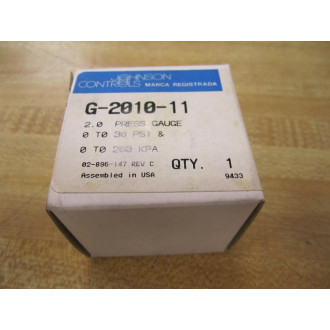 JOHNSON
CONTROLS MARCA REGISTRADA
G-2010-11
2.0 PRESS GAUGE
0 TO 30 PSI &
0 TO 200 KPA
02-896-147 REV C QTY. 1
Assembled in USA 9433